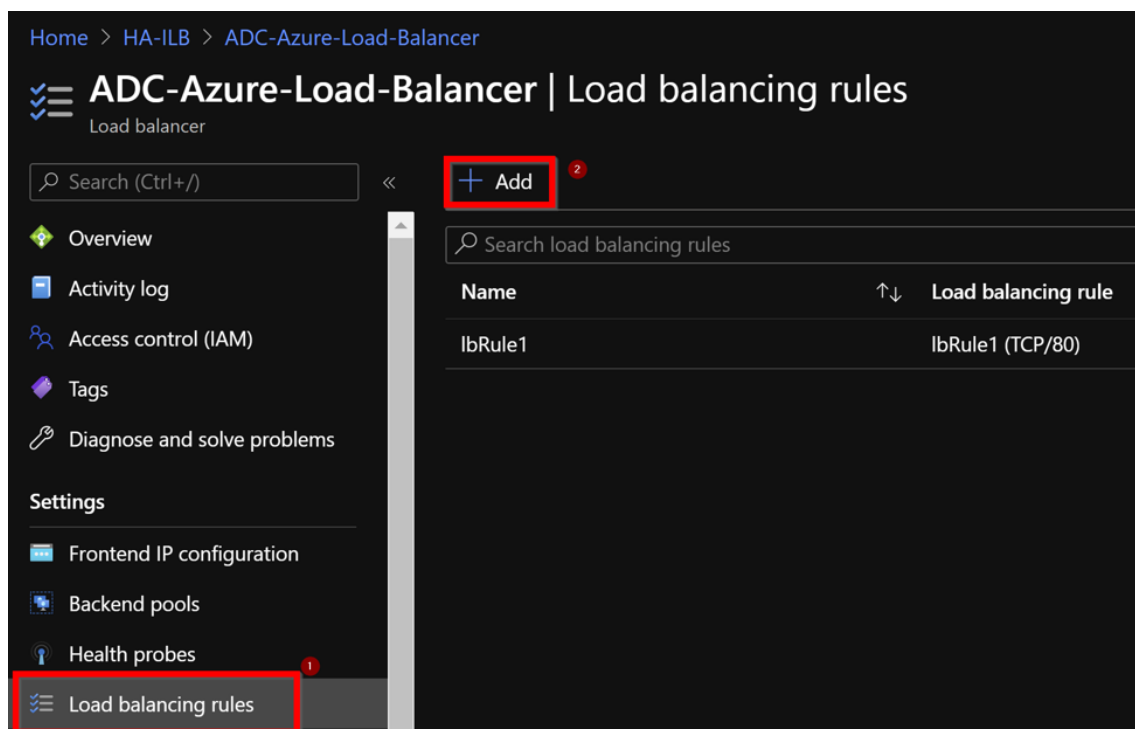 Home > HA-ILB > ADC-Azure-Load-Balancer
ADC-Azure-Load-Balancer | Load balancing rules
Load balancer
Search (Ctrl+/)
«
+ Add
2
Overview
Search load balancing rules
Activity log
Name ↑↓ Load balancing rule
Access control (IAM)
lbRule1 lbRule1 (TCP/80)
Tags
Diagnose and solve problems
Settings
Frontend IP configuration
Backend pools
Health probes
1
Load balancing rules